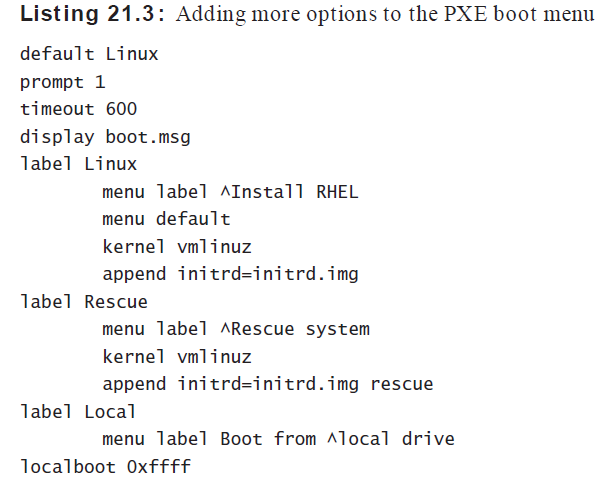 Listing 21.3: Adding more options to the PXE boot menu
default Linux
prompt 1
timeout 600
display boot.msg
label Linux
        menu label ^Install RHEL
        menu default
        kernel vmlinuz
        append initrd=initrd.img
label Rescue
        menu label ^Rescue system
        kernel vmlinuz
        append initrd=initrd.img rescue
label Local
        menu label Boot from ^local drive
localboot 0xffff